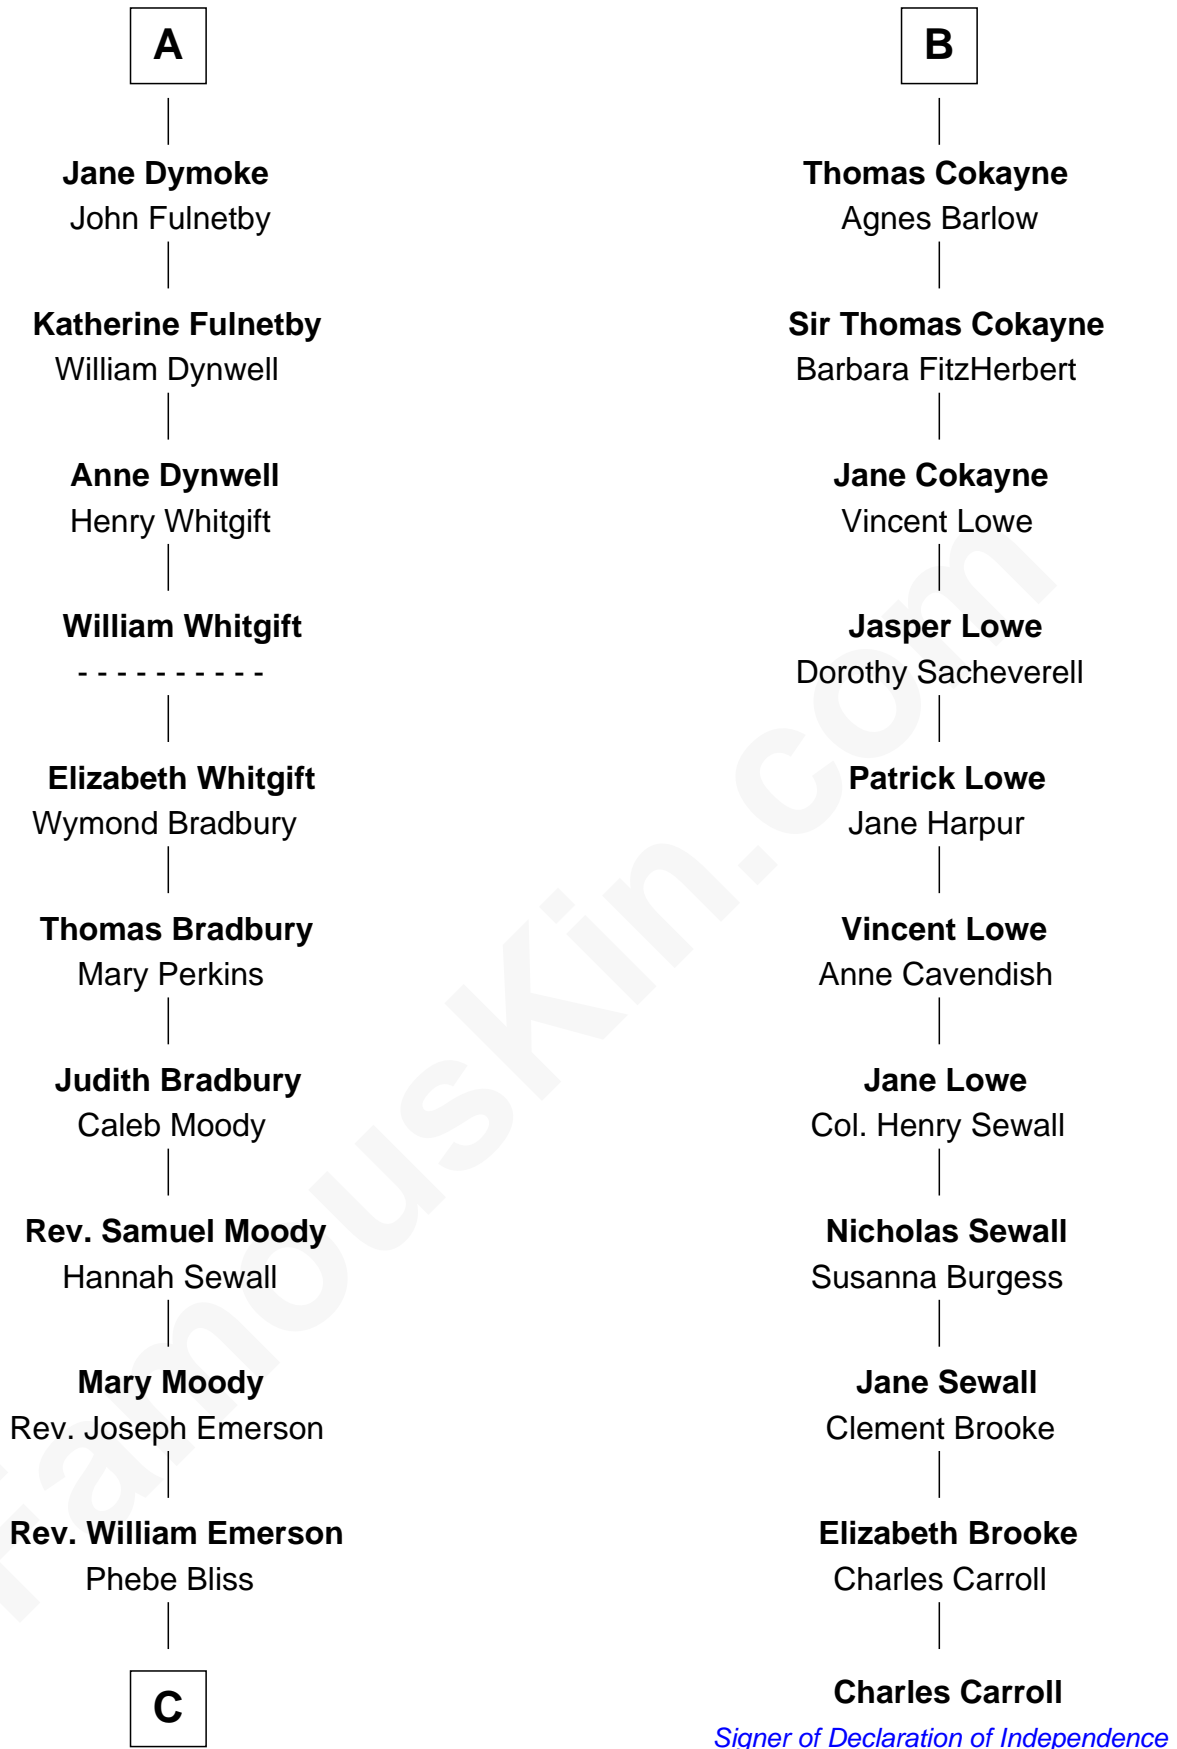 A
Jane Dymoke
John Fulnetby
Katherine Fulnetby
William Dynwell
Anne Dynwell
Henry Whitgift
William Whitgift
- - - - - - - - - -
Elizabeth Whitgift
Wymond Bradbury
Thomas Bradbury
Mary Perkins
Judith Bradbury
Caleb Moody
Rev. Samuel Moody
Hannah Sewall
Mary Moody
Rev. Joseph Emerson
Rev. William Emerson
Phebe Bliss
C
B
Thomas Cokayne
Agnes Barlow
Sir Thomas Cokayne
Barbara FitzHerbert
Jane Cokayne
Vincent Lowe
Jasper Lowe
Dorothy Sacheverell
Patrick Lowe
Jane Harpur
Vincent Lowe
Anne Cavendish
Jane Lowe
Col. Henry Sewall
Nicholas Sewall
Susanna Burgess
Jane Sewall
Clement Brooke
Elizabeth Brooke
Charles Carroll
Charles Carroll
Signer of Declaration of Independence
FamousKin.com